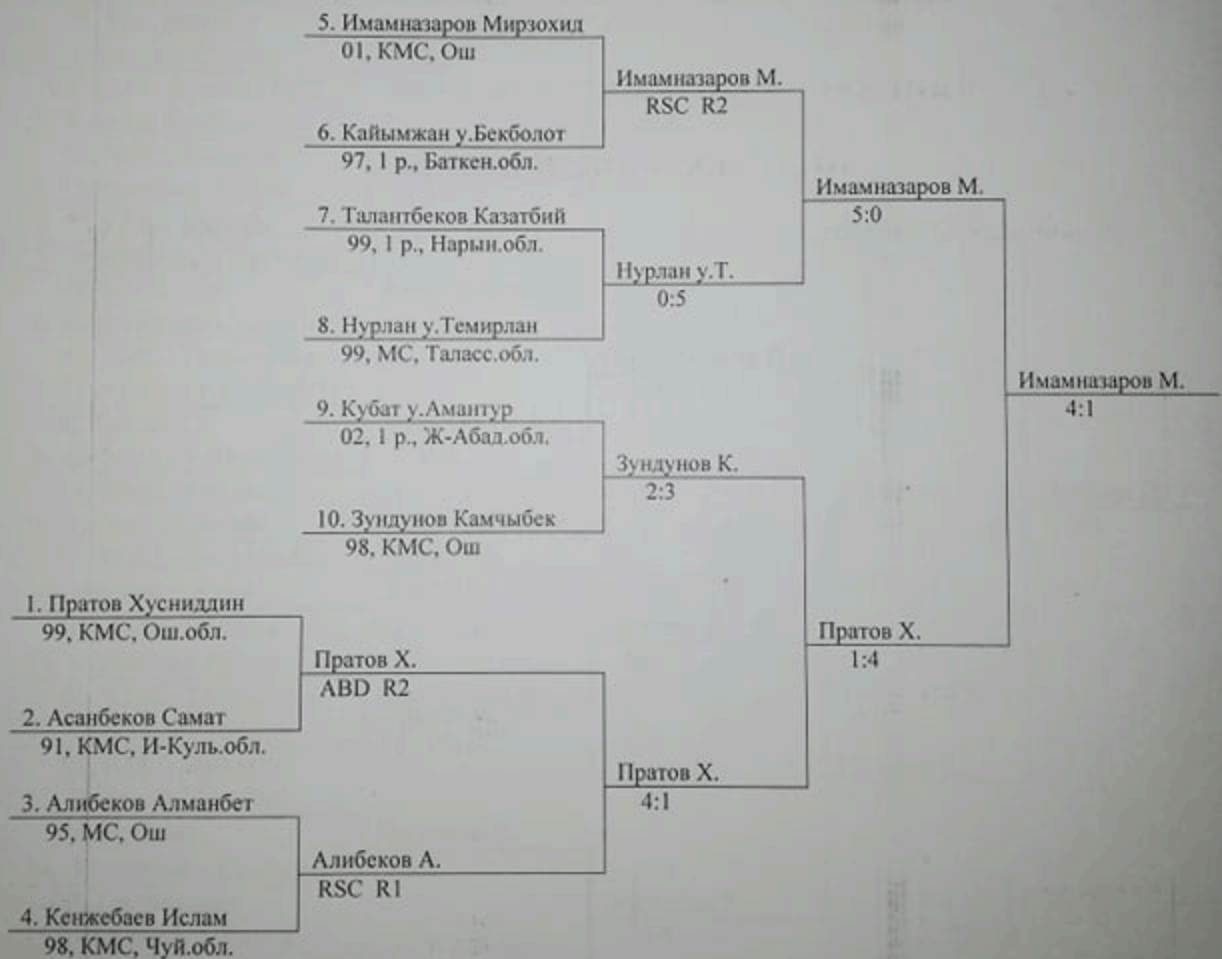 5. Имамназаров Мирзохид
01, КМС, Ош
Имамназаров М.
RSC R2
6. Кайымжан у.Бекболот
97, 1 р., Баткен.обл.
Имамназаров М.
5:0
7. Талантбеков Казатбий
99, 1 р., Нарын.обл.
Нурлан у.Т.
0:5
8. Нурлан у.Темирлан
99, МС, Таласс.обл.
Имамназаров М.
4:1
9. Кубат у.Амантур
02, 1 р., Ж-Абад.обл.
Зундунов К.
2:3
10. Зундунов Камчыбек
98, КМС, Ош
1. Пратов Хусниддин
99, КМС, Ош.обл.
Пратов Х.
1:4
Пратов Х.
ABD R2
2. Асанбеков Самат
91, КМС, И-Куль.обл.
Пратов Х.
4:1
3. Алибеков Алманбет
95, МС, Ош
Алибеков А.
RSC R1
4. Кенжебаев Ислам
98, КМС, Чуй.обл.